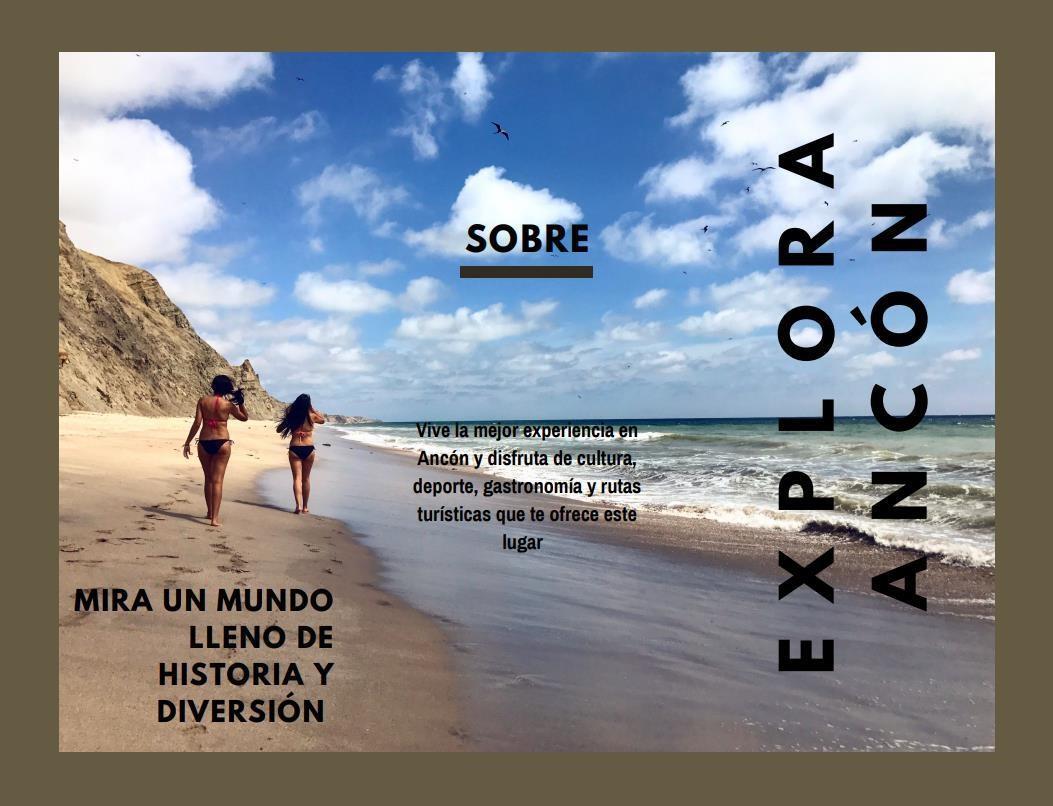 SOBRE
Vive la mejor experiencia en
Ancón y disfruta de cultura,
deporte, gastronomía y rutas
turísticas que te ofrece este
lugar
MIRA UN MUNDO
LLENO DE
HISTORIA Y
DIVERSIÓN
EXPLORA
ANCÓN